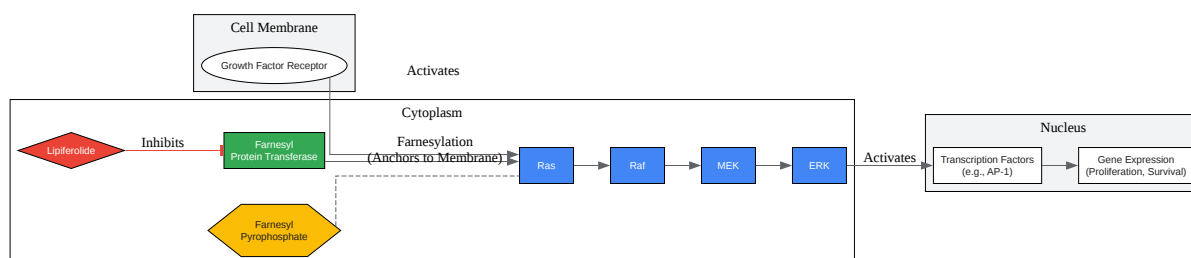 Cell Membrane
Growth Factor Receptor
Activates
Cytoplasm
Lipiferolide
Inhibits
Farnesyl
Protein Transferase
Farnesylation
(Anchors to Membrane)
Ras
Raf
MEK
ERK
Activates
Nucleus
Transcription Factors
(e.g., AP-1)
Gene Expression
(Proliferation, Survival)
Farnesyl
Pyrophosphate